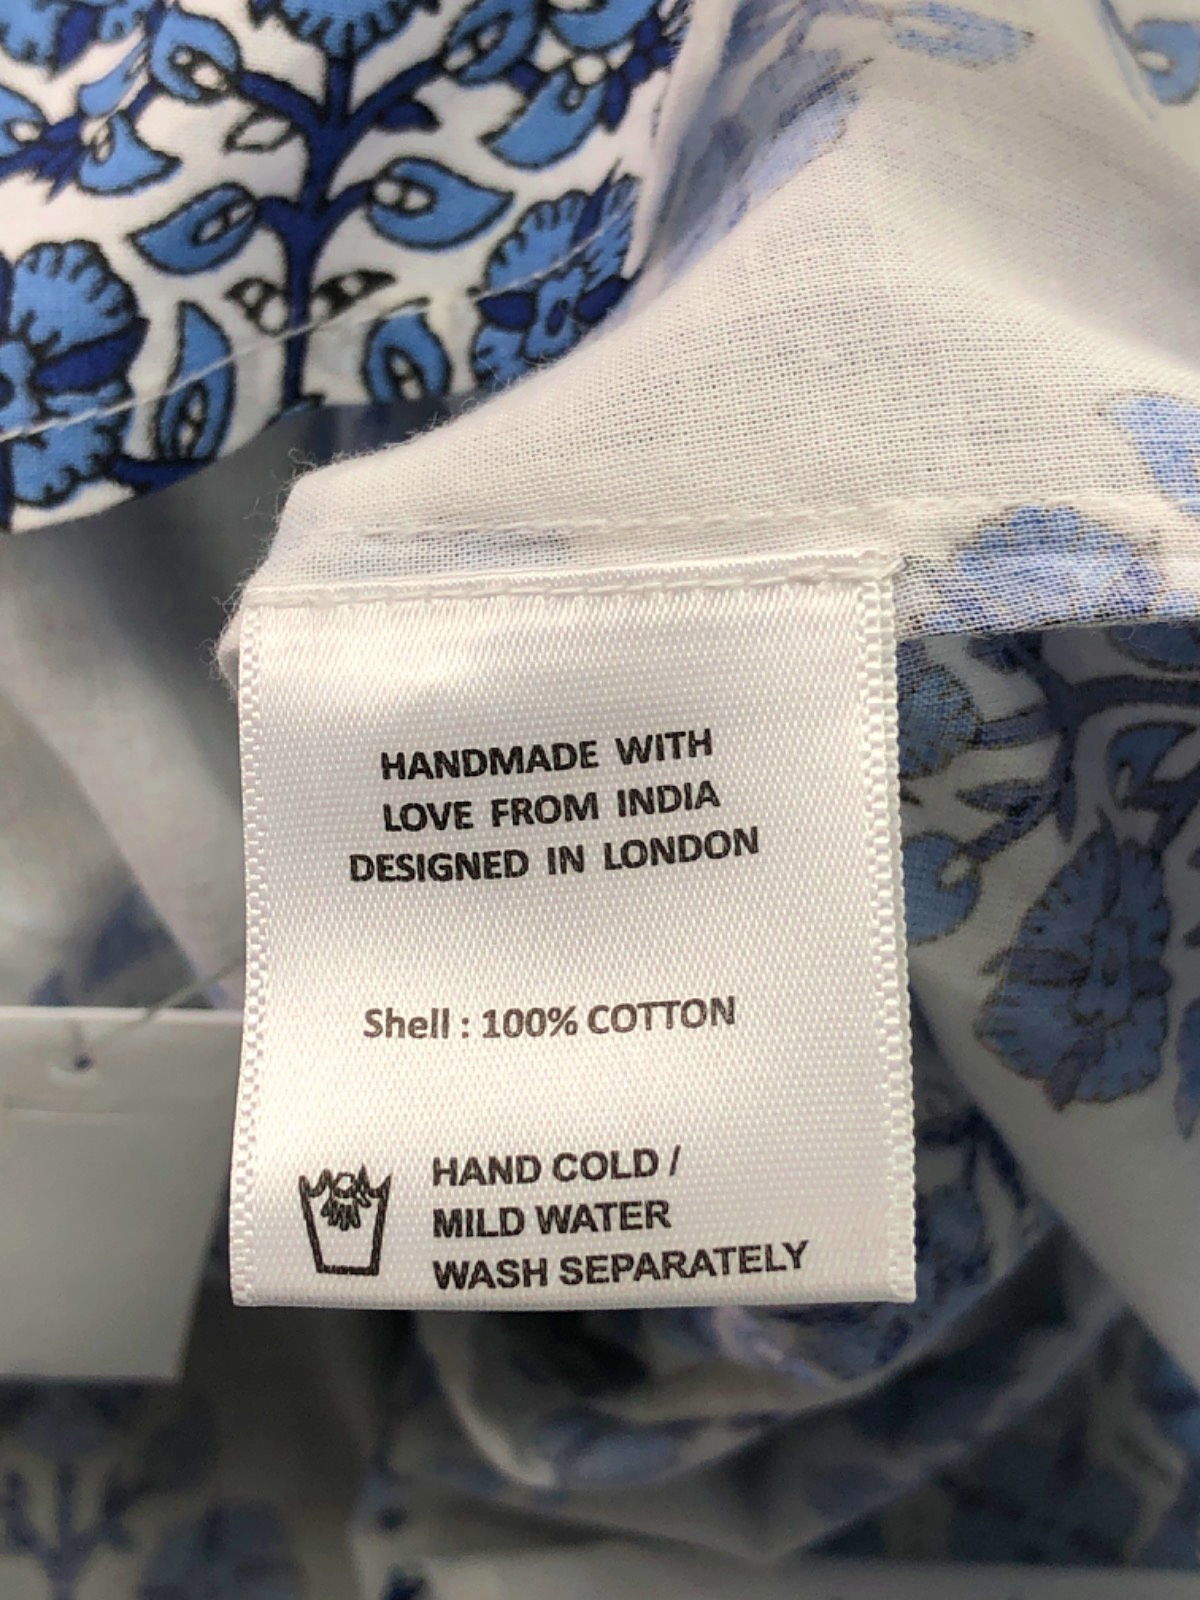 HANDMADE WITH
LOVE FROM INDIA
DESIGNED IN LONDON
Shell : 100% COTTON
HAND COLD /
MILD WATER
WASH SEPARATELY